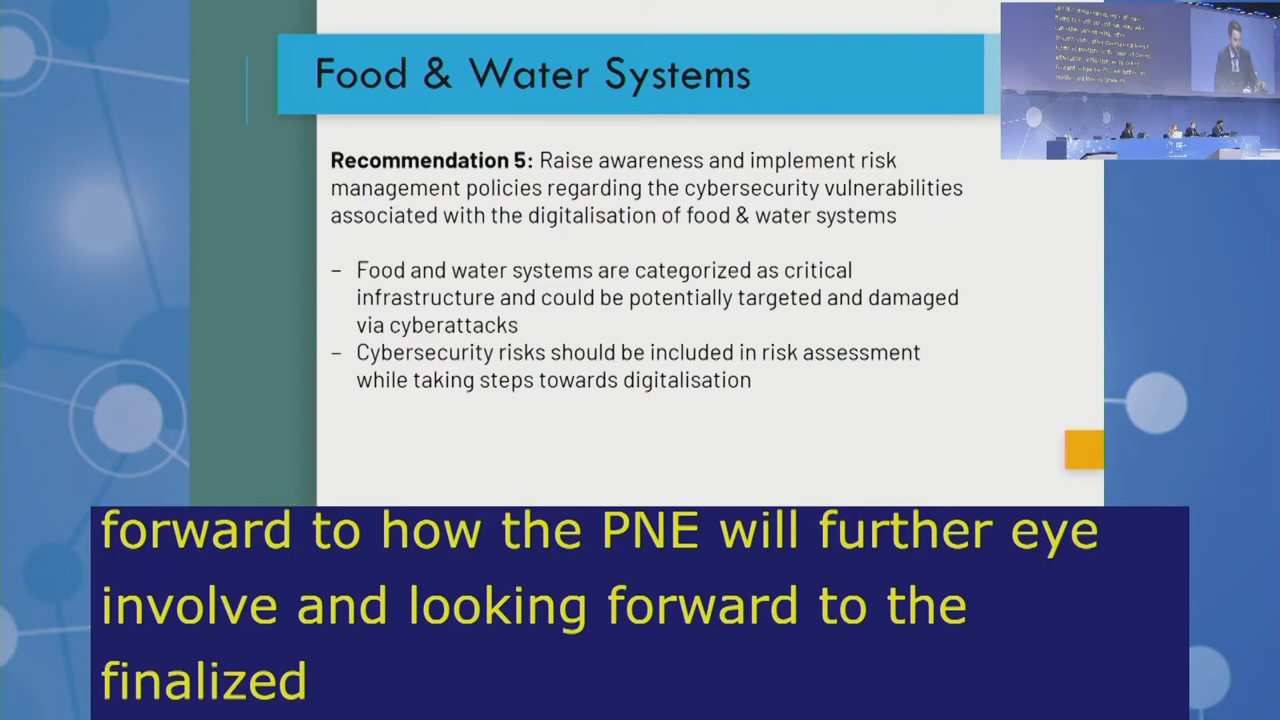 Food & Water Systems
Recommendation 5: Raise awareness and implement risk
management policies regarding the cybersecurity vulnerabilities
associated with the digitalisation of food & water systems
– Food and water systems are categorized as critical
infrastructure and could be potentially targeted and damaged
via cyberattacks
– Cybersecurity risks should be included in risk assessment
while taking steps towards digitalisation
forward to how the PNE will further eye
involve and looking forward to the
finalized